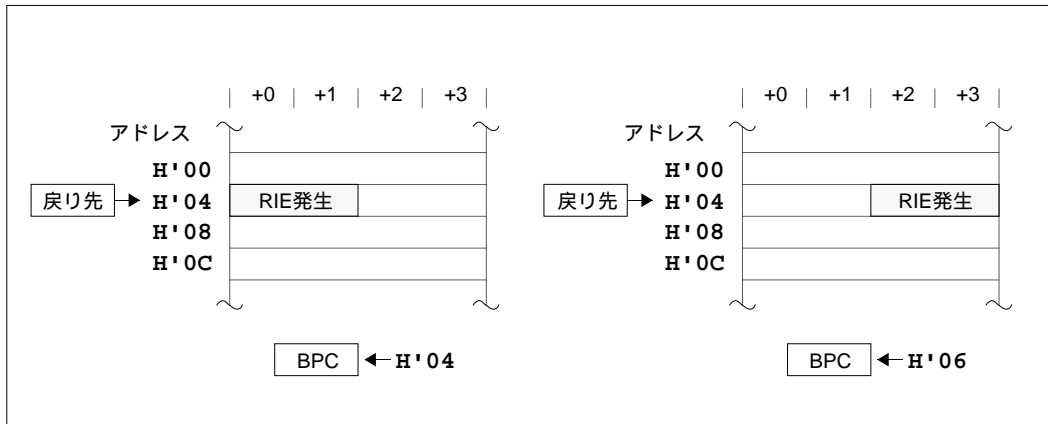 +0 +1 +2 +3
アドレス
H'00
戻り先 H'04 RIE発生
H'08
H'0C
BPC H'04
+0 +1 +2 +3
アドレス
H'00
戻り先 H'04 RIE発生
H'08
H'0C
BPC H'06